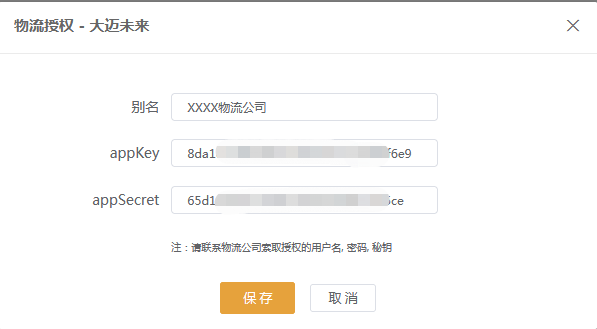 物流授权 - 大迈未来
别名 XXXX物流公司
appKey 8da1 f6e9
appSecret 65d1 ce
注：请联系物流公司索取授权的用户名, 密码, 秘钥
保存 取消